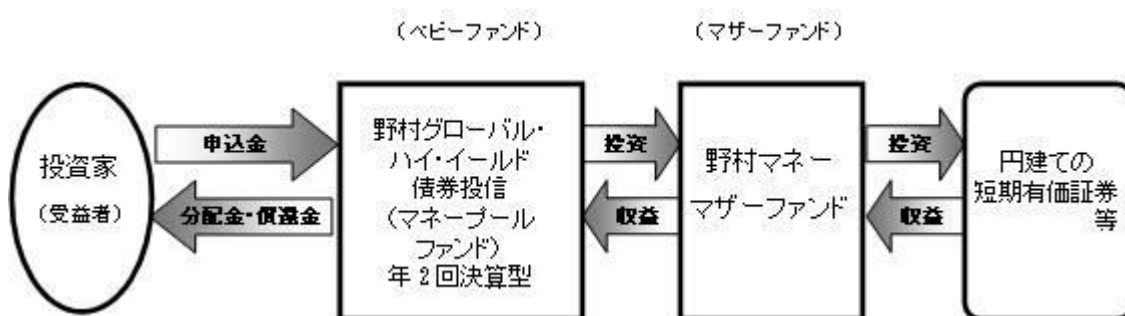 （ベビーファンド）
（マザーファンド）
投資家
（受益者）
申込金
分配金・償還金
野村グローバル・
ハイ・イールド
債券投信
（マネープール
ファンド）
年２回決算型
投資
収益
野村マネー
マザーファンド
投資
収益
円建ての
短期有価証券
等